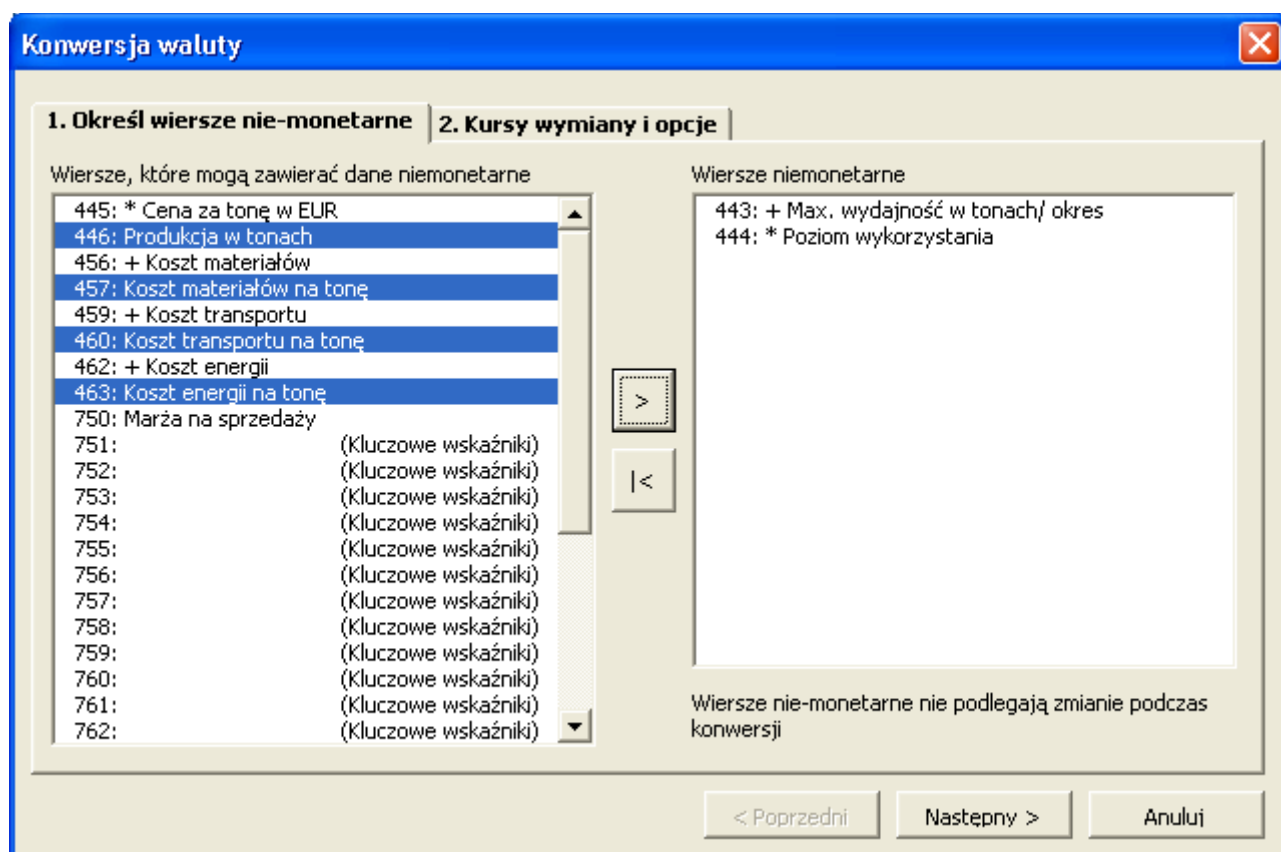 Konwersja waluty
1. Określ wiersze nie-monetarne
2. Kursy wymiany i opcje
Wiersze, które mogą zawierać dane niemonetarne
445: * Cena za tonę w EUR
446: Produkcja w tonach
456: + Koszt materiałów
457: Koszt materiałów na tonę
459: + Koszt transportu
460: Koszt transportu na tonę
462: + Koszt energii
463: Koszt energii na tonę
750: Marża na sprzedaży
751: (Kluczowe wskaźniki)
752: (Kluczowe wskaźniki)
753: (Kluczowe wskaźniki)
754: (Kluczowe wskaźniki)
755: (Kluczowe wskaźniki)
756: (Kluczowe wskaźniki)
757: (Kluczowe wskaźniki)
758: (Kluczowe wskaźniki)
759: (Kluczowe wskaźniki)
760: (Kluczowe wskaźniki)
761: (Kluczowe wskaźniki)
762: (Kluczowe wskaźniki)
>
|<
Wiersze niemonetarne
443: + Max. wydajność w tonach/ okres
444: * Poziom wykorzystania
Wiersze nie-monetarne nie podlegają zmianie podczas
konwersji
< Poprzedni
Następny >
Anuluj